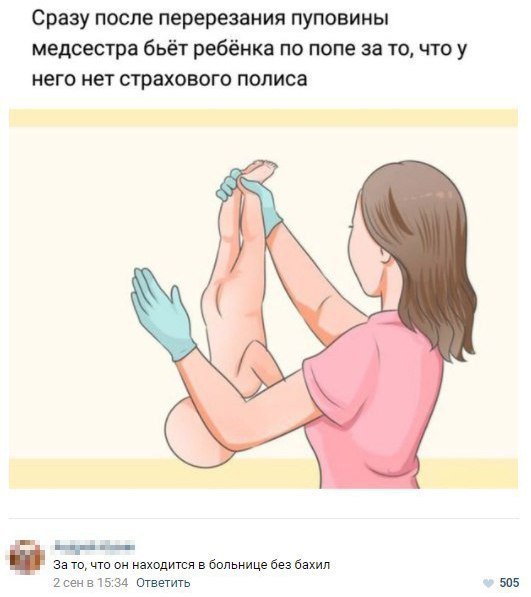 Сразу после перерезания пуповины
медсестра бьёт ребёнка по попе за то, что у
него нет страхового полиса
За то, что он находится в больнице без бахил
2 сен в 15:34 Ответить
505